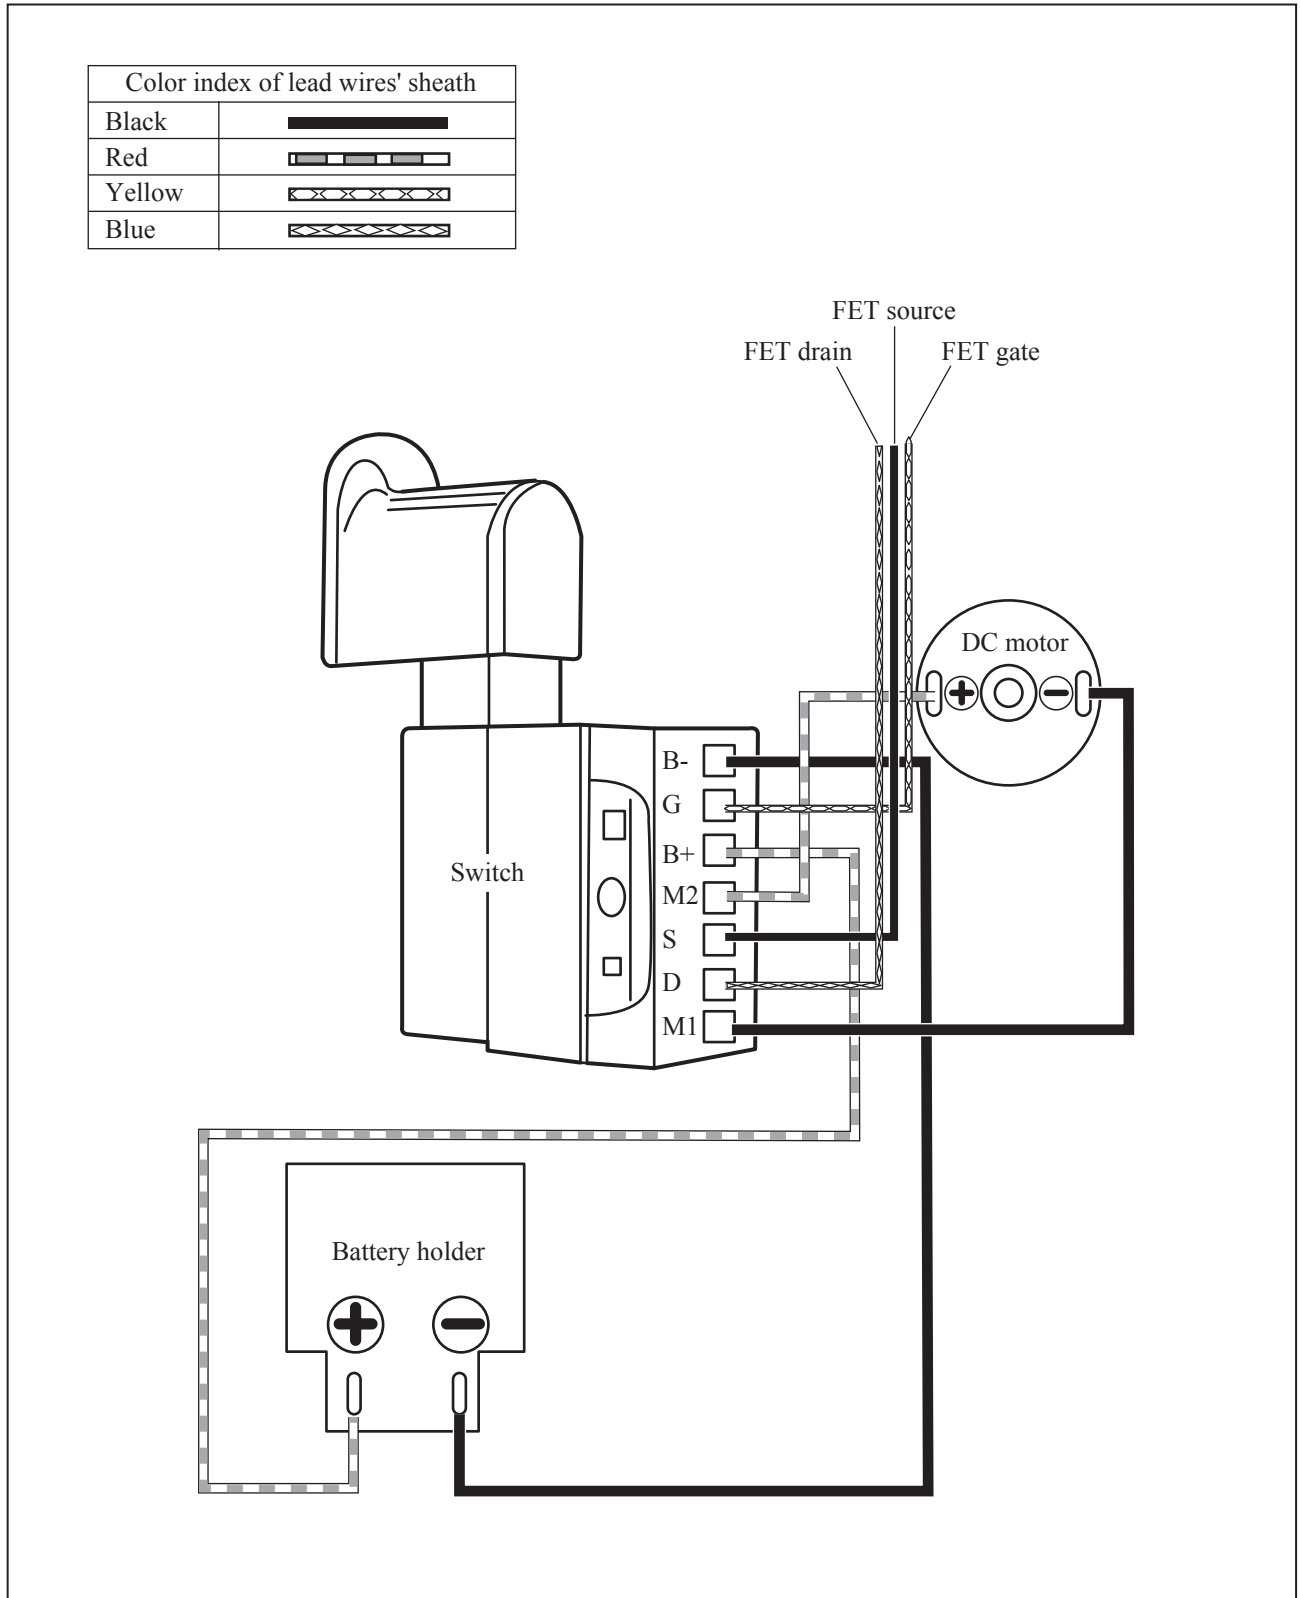 Color index of lead wires' sheath
Black
Red
Yellow
Blue
FET source
FET drain
FET gate
DC motor
B-
G
B+
M2
S
D
M1
Switch
Battery holder